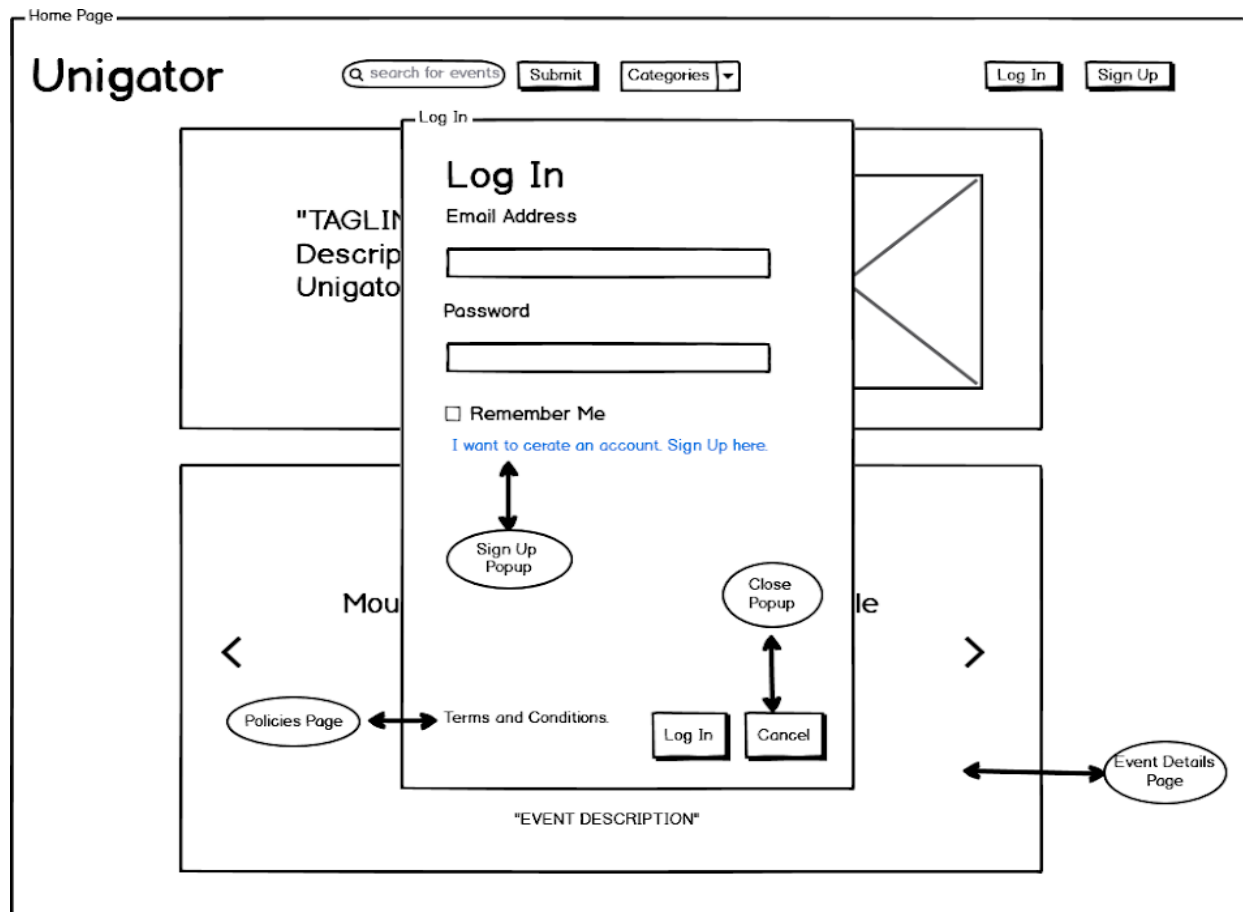 Home Page
Unigator
search for events
Submit
Categories
Log In
Sign Up
Log In
Log In
"TAGLIN
Descrip
Unigato
Email Address
Password
Remember Me
I want to cerate an account. Sign Up here.
Sign Up
Popup
Close
Popup
Mou
le
Policies Page
Terms and Conditions.
Log In
Cancel
Event Details
Page
"EVENT DESCRIPTION"